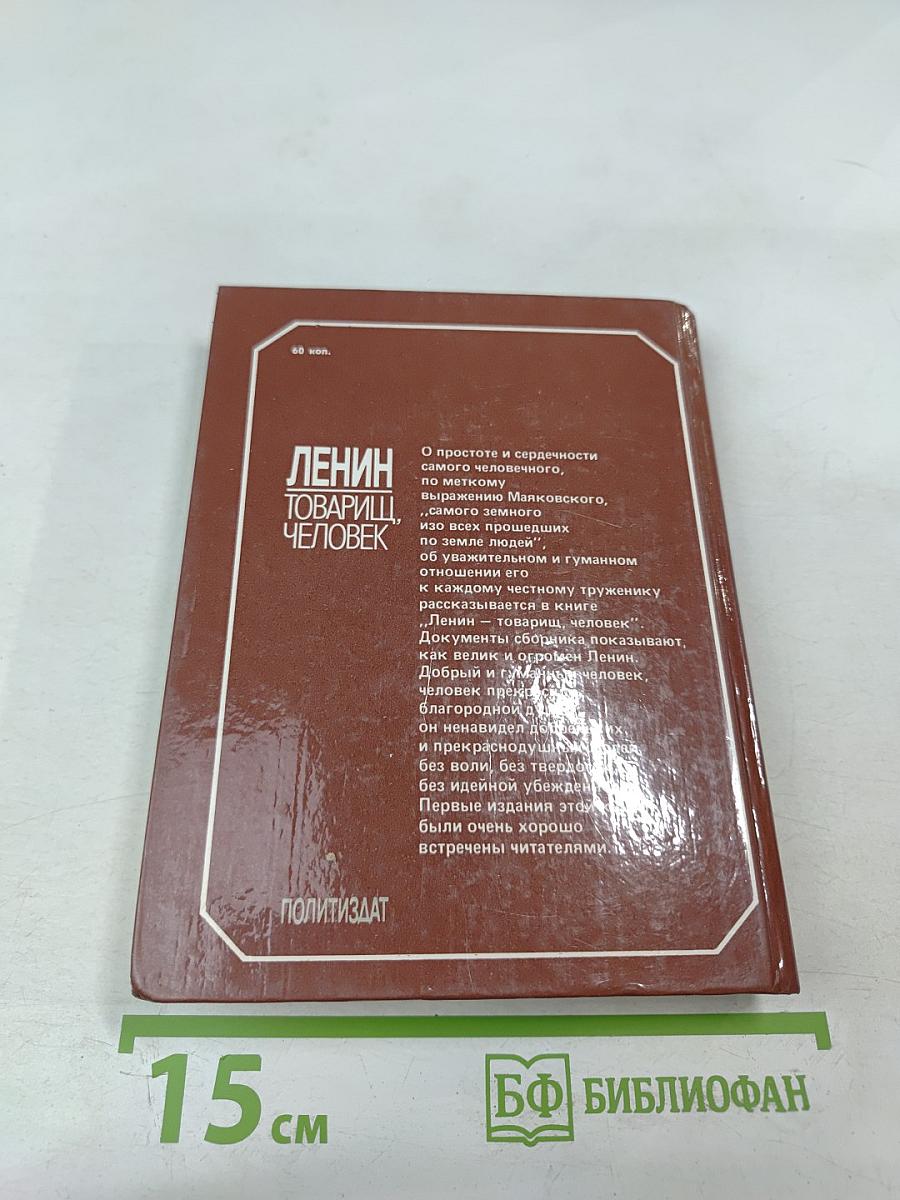 60 коп.
ЛЕНИН
ТОВАРИЩ,
ЧЕЛОВЕК
О простоте и сердечности
самого человечного,
по меткому
выражению Маяковского,
„самого земного
изо всех прошедших
по земле людей",
об уважительном и гуманном
отношении его
к каждому честному труженику
рассказывается в книге
„Ленин — товарищ, человек".
Документы сборника показывают,
как велик и огромен Ленин.
Добрый и гуманный человек,
человек
благородной
он ненавидел
и
без воли, без
без идейной
Первые издания этой
были очень хорошо
встречены читателями.
ПОЛИТИЗДАТ
15 см
БФ БИБЛИОФАН